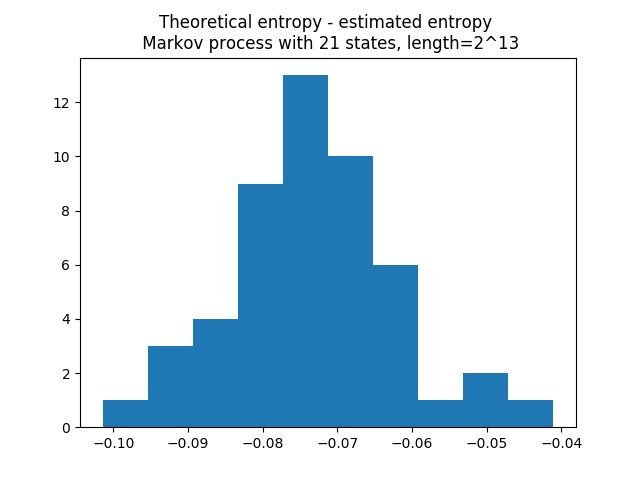 Theoretical entropy - estimated entropy
Markov process with 21 states, length=2^13
12
10
8
6
4
2
0
−0.10 −0.09 −0.08 −0.07 −0.06 −0.05 −0.04